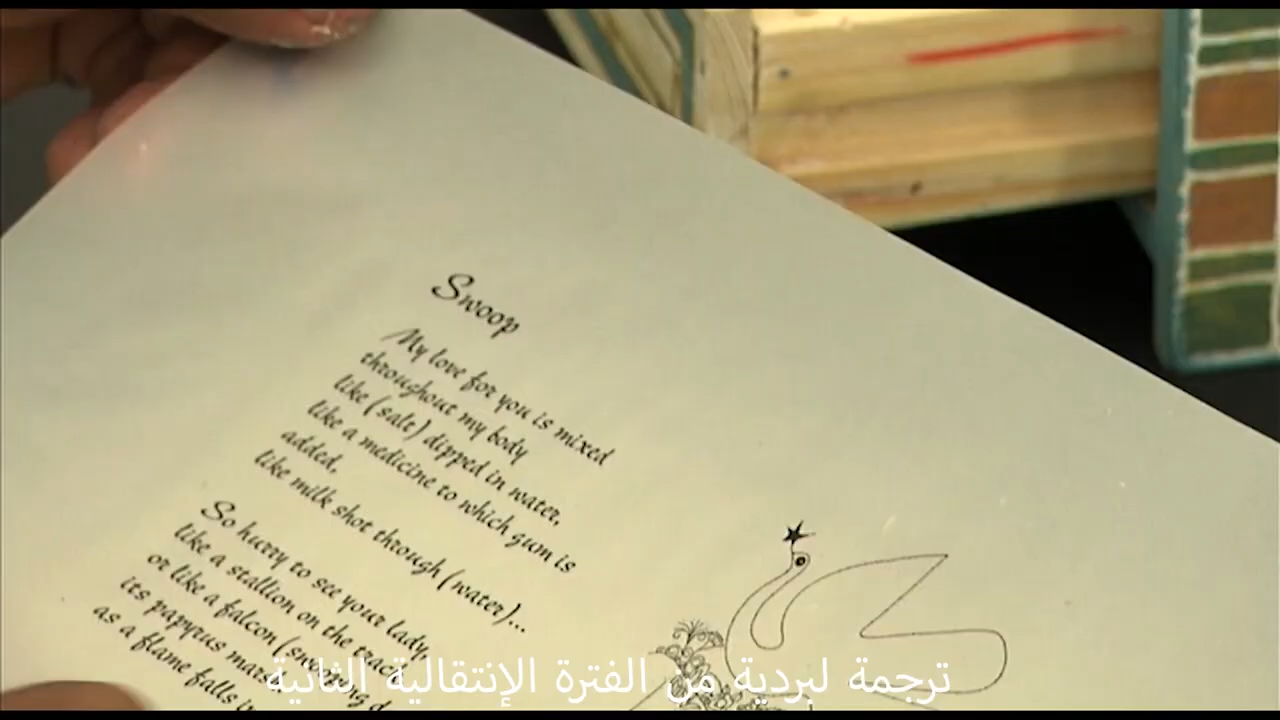 Swoop
My love for you is mixed
throughout my body
like (salt) dipped in water,
like a medicine to which gum is
added,
like milk shot through (water)...
So hurry to see your lady,
like a stallion on the track,
or like a falcon (swooping
its papyrus
as a flame falls
ترجمة لبردية من الفترة الإنتقالية الثانية